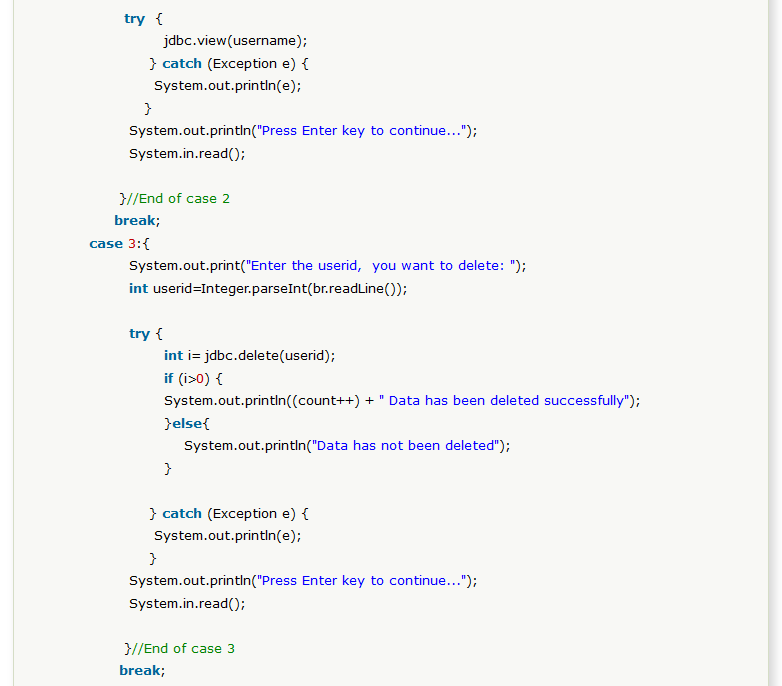 try  {
jdbc.view(username);
} catch (Exception e) {
System.out.println(e);
}
System.out.println("Press Enter key to continue...");
System.in.read();
}//End of case 2
break;
case 3:{
System.out.print("Enter the userid,  you want to delete: ");
int userid=Integer.parseInt(br.readLine());
try {
int i= jdbc.delete(userid);
if (i>0) {
System.out.println((count++) + " Data has been deleted successfully");
}else{
System.out.println("Data has not been deleted");
}
} catch (Exception e) {
System.out.println(e);
}
System.out.println("Press Enter key to continue...");
System.in.read();
}//End of case 3
break;